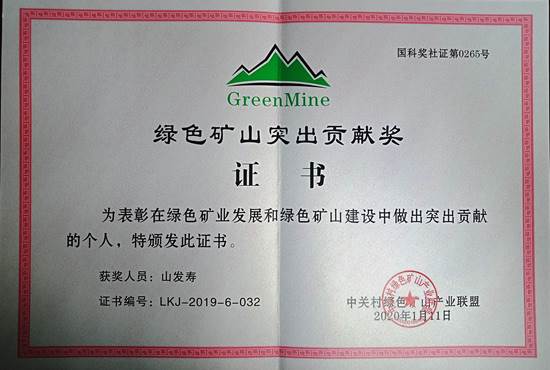 国科奖社证第0265号
GreenMine
绿色矿山突出贡献奖
证 书
为表彰在绿色矿业发展和绿色矿山建设中做出突出贡献
的个人，特颁发此证书。
获奖人员：山发寿
证书编号：LKJ-2019-6-032
中关村绿色矿山产业联盟
2020年1月11日